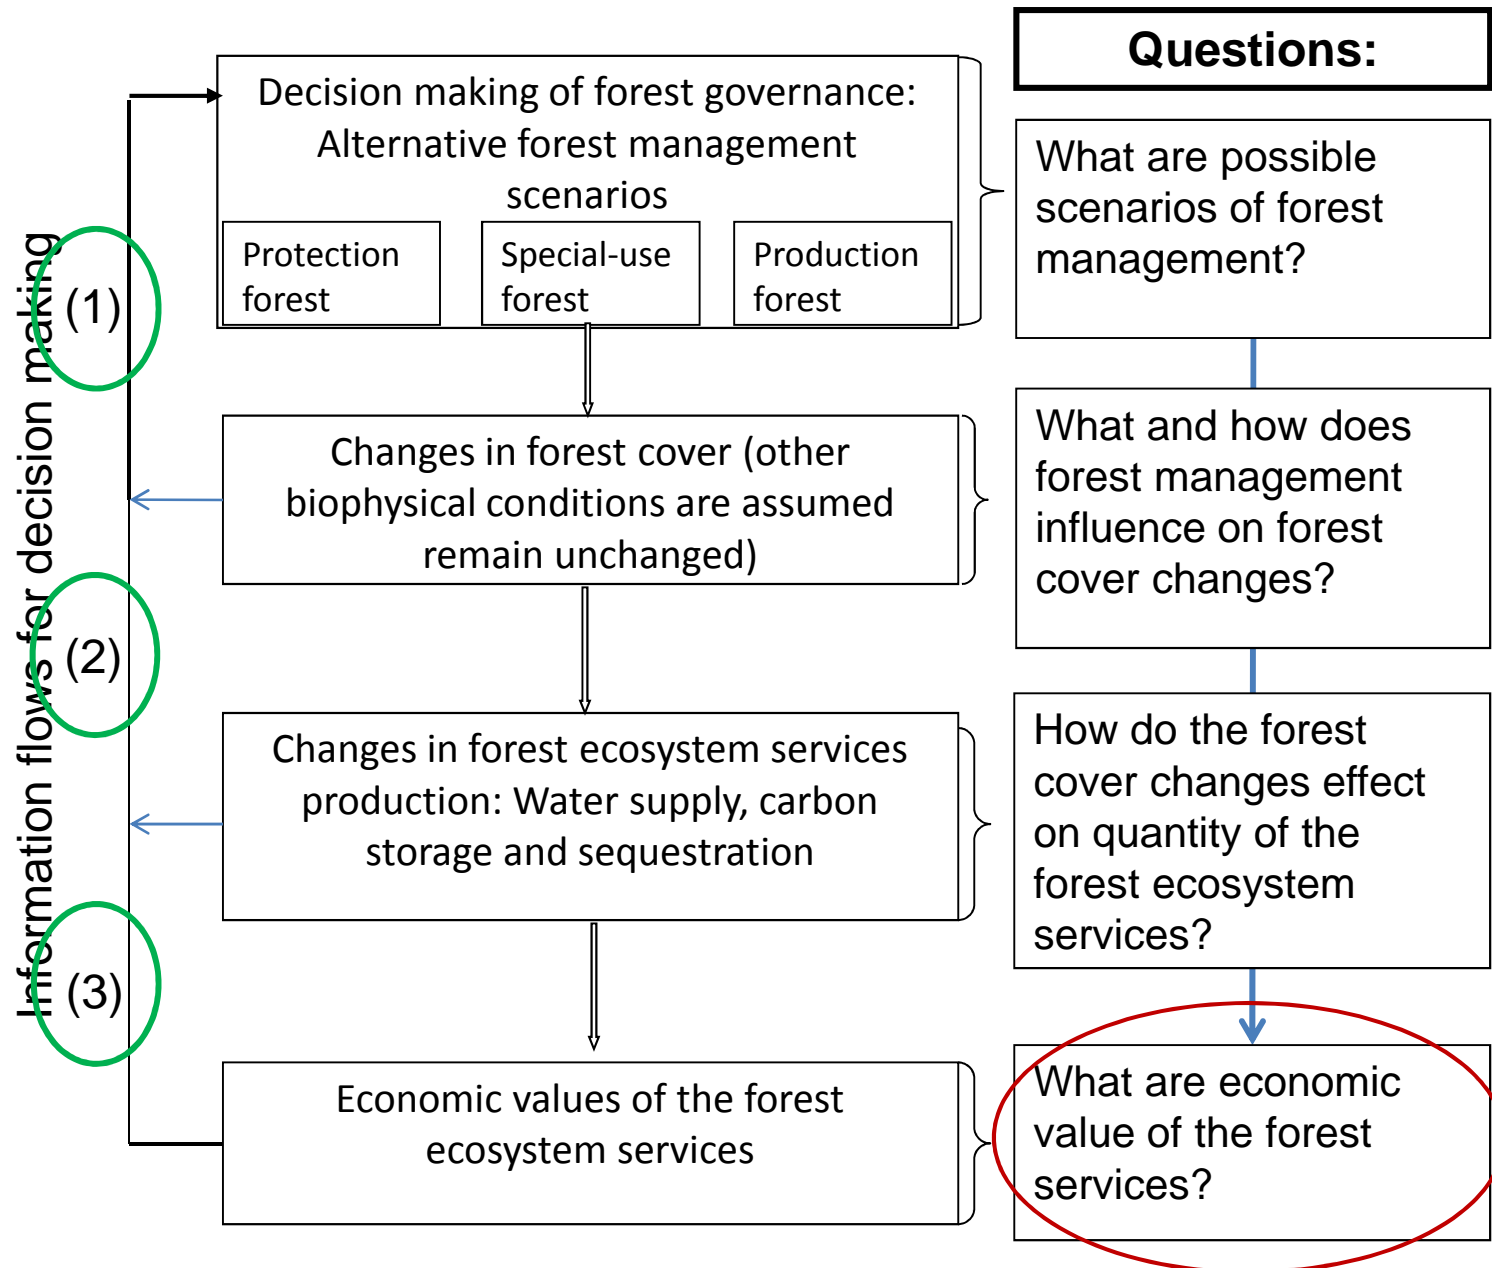 Questions:
Decision making of forest governance:
Alternative forest management
scenarios
Protection
forest
Special-use
forest
Production
forest
What are possible
scenarios of forest
management?
Information flows for decision making
(1)
(2)
(3)
Changes in forest cover (other
biophysical conditions are assumed
remain unchanged)
What and how does
forest management
influence on forest
cover changes?
Changes in forest ecosystem services
production: Water supply, carbon
storage and sequestration
How do the forest
cover changes effect
on quantity of the
forest ecosystem
services?
Economic values of the forest
ecosystem services
What are economic
value of the forest
services?